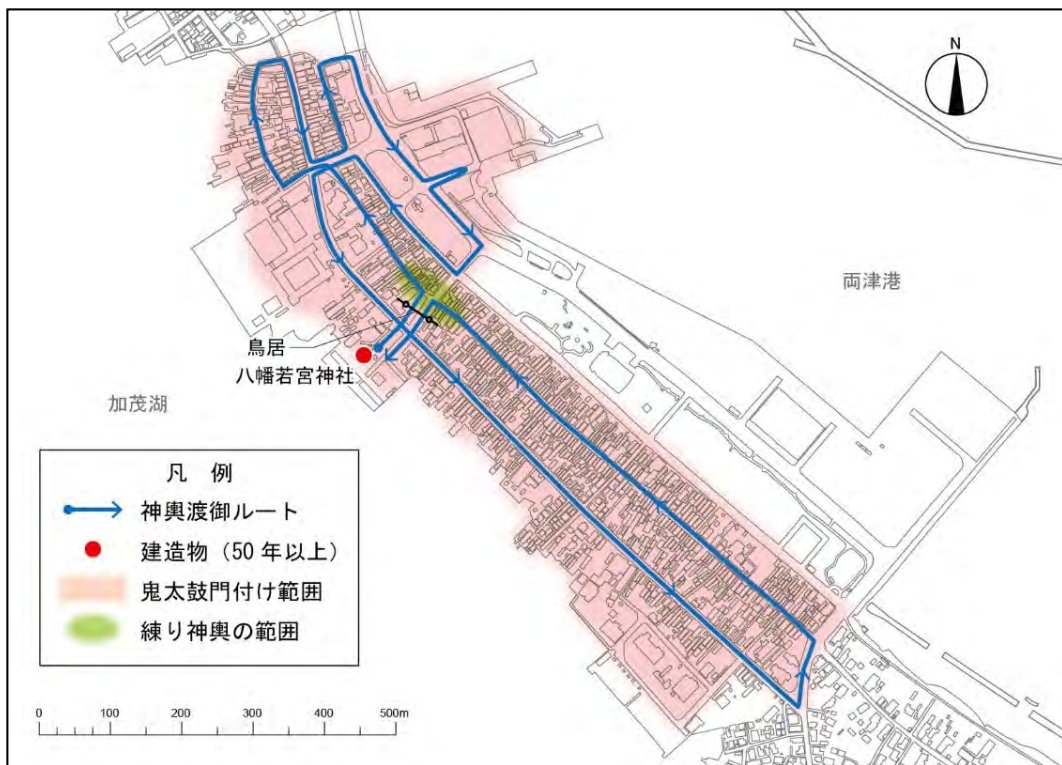 N
両津港
鳥居
八幡若宮神社
加茂湖
凡 例
神輿渡御ルート
建造物（50 年以上）
鬼太鼓門付け範囲
練り神輿の範囲
0 100 200 300 400 500m